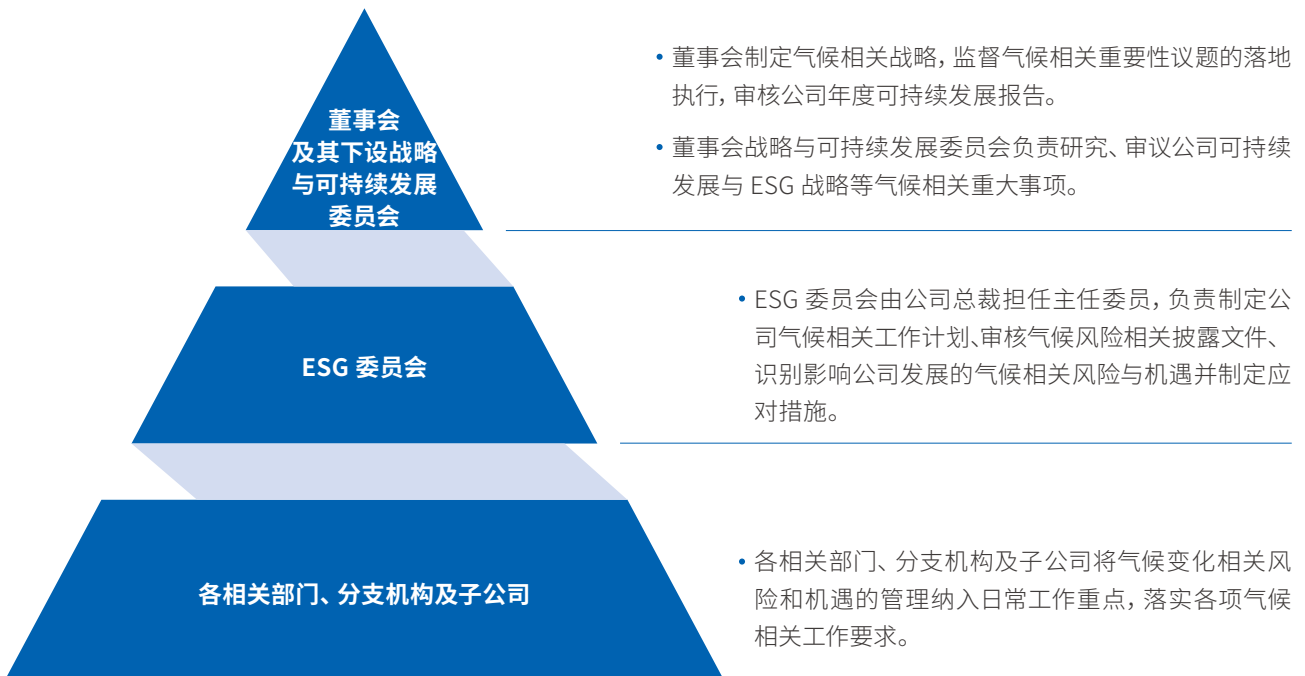 董事会
及其下设战略
与可持续发展
委员会
• 董事会制定气候相关战略，监督气候相关重要性议题的落地
执行，审核公司年度可持续发展报告。
• 董事会战略与可持续发展委员会负责研究、审议公司可持续
发展与 ESG 战略等气候相关重大事项。
ESG 委员会
• ESG 委员会由公司总裁担任主任委员，负责制定公
司气候相关工作计划、审核气候风险相关披露文件、
识别影响公司发展的气候相关风险与机遇并制定应
对措施。
各相关部门、分支机构及子公司
• 各相关部门、分支机构及子公司将气候变化相关风
险和机遇的管理纳入日常工作重点，落实各项气候
相关工作要求。